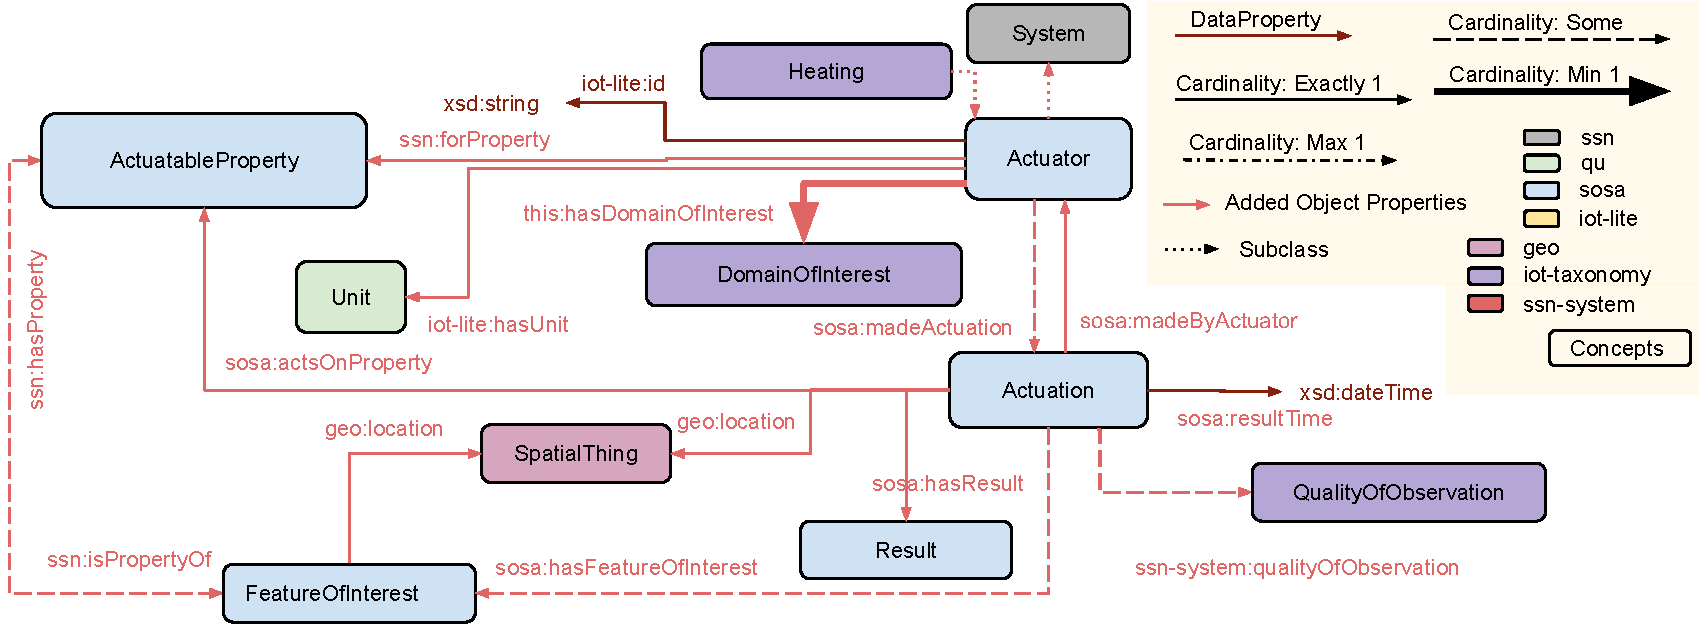 System
DataProperty
Cardinality: Some
Heating
iot-lite:id
xsd:string
Cardinality: Exactly 1
Cardinality: Min 1
ssn:forProperty
ActuatableProperty
Actuator
Cardinality: Max 1
ssn
qu
sosa
Added Object Properties
iot-lite
this:hasDomainOfInterest
Subclass
geo
DomainOfInterest
iot-taxonomy
Unit
ssn-system
iot-lite:hasUnit
sosa:madeActuation
sosa:madeByActuator
ssn:hasProperty
Concepts
sosa:actsOnProperty
Actuation
xsd:dateTime
sosa:resultTime
geo:location
geo:location
SpatialThing
sosa:hasResult
QualityOfObservation
Result
ssn:isPropertyOf
sosa:hasFeatureOfInterest
ssn-system:qualityOfObservation
FeatureOfInterest